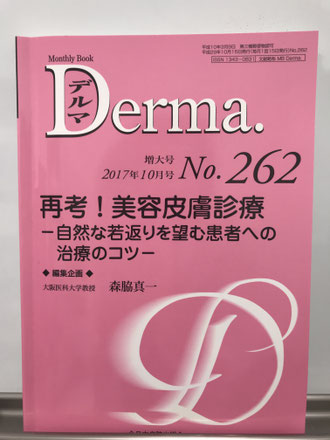 Monthly Book
デルマ
Derma.
増大号
2017年10月号 No.262
再考！美容皮膚診療
－自然な若返りを望む患者への
治療のコツ－
◆ 編集企画 ◆
大阪医科大学教授 森脇真一